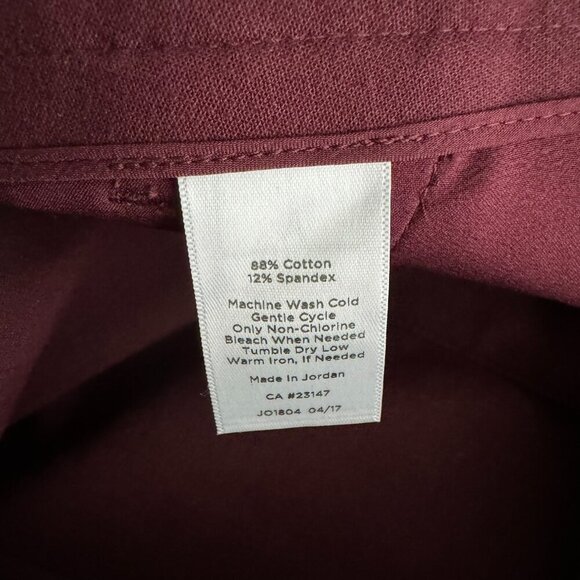 88% Cotton
12% Spandex
Machine Wash Cold
Gentle Cycle
Only Non-Chlorine
Bleach When Needed
Tumble Dry Low
Warm Iron, If Needed
Made In Jordan
CA #23147
JO1804 04/17